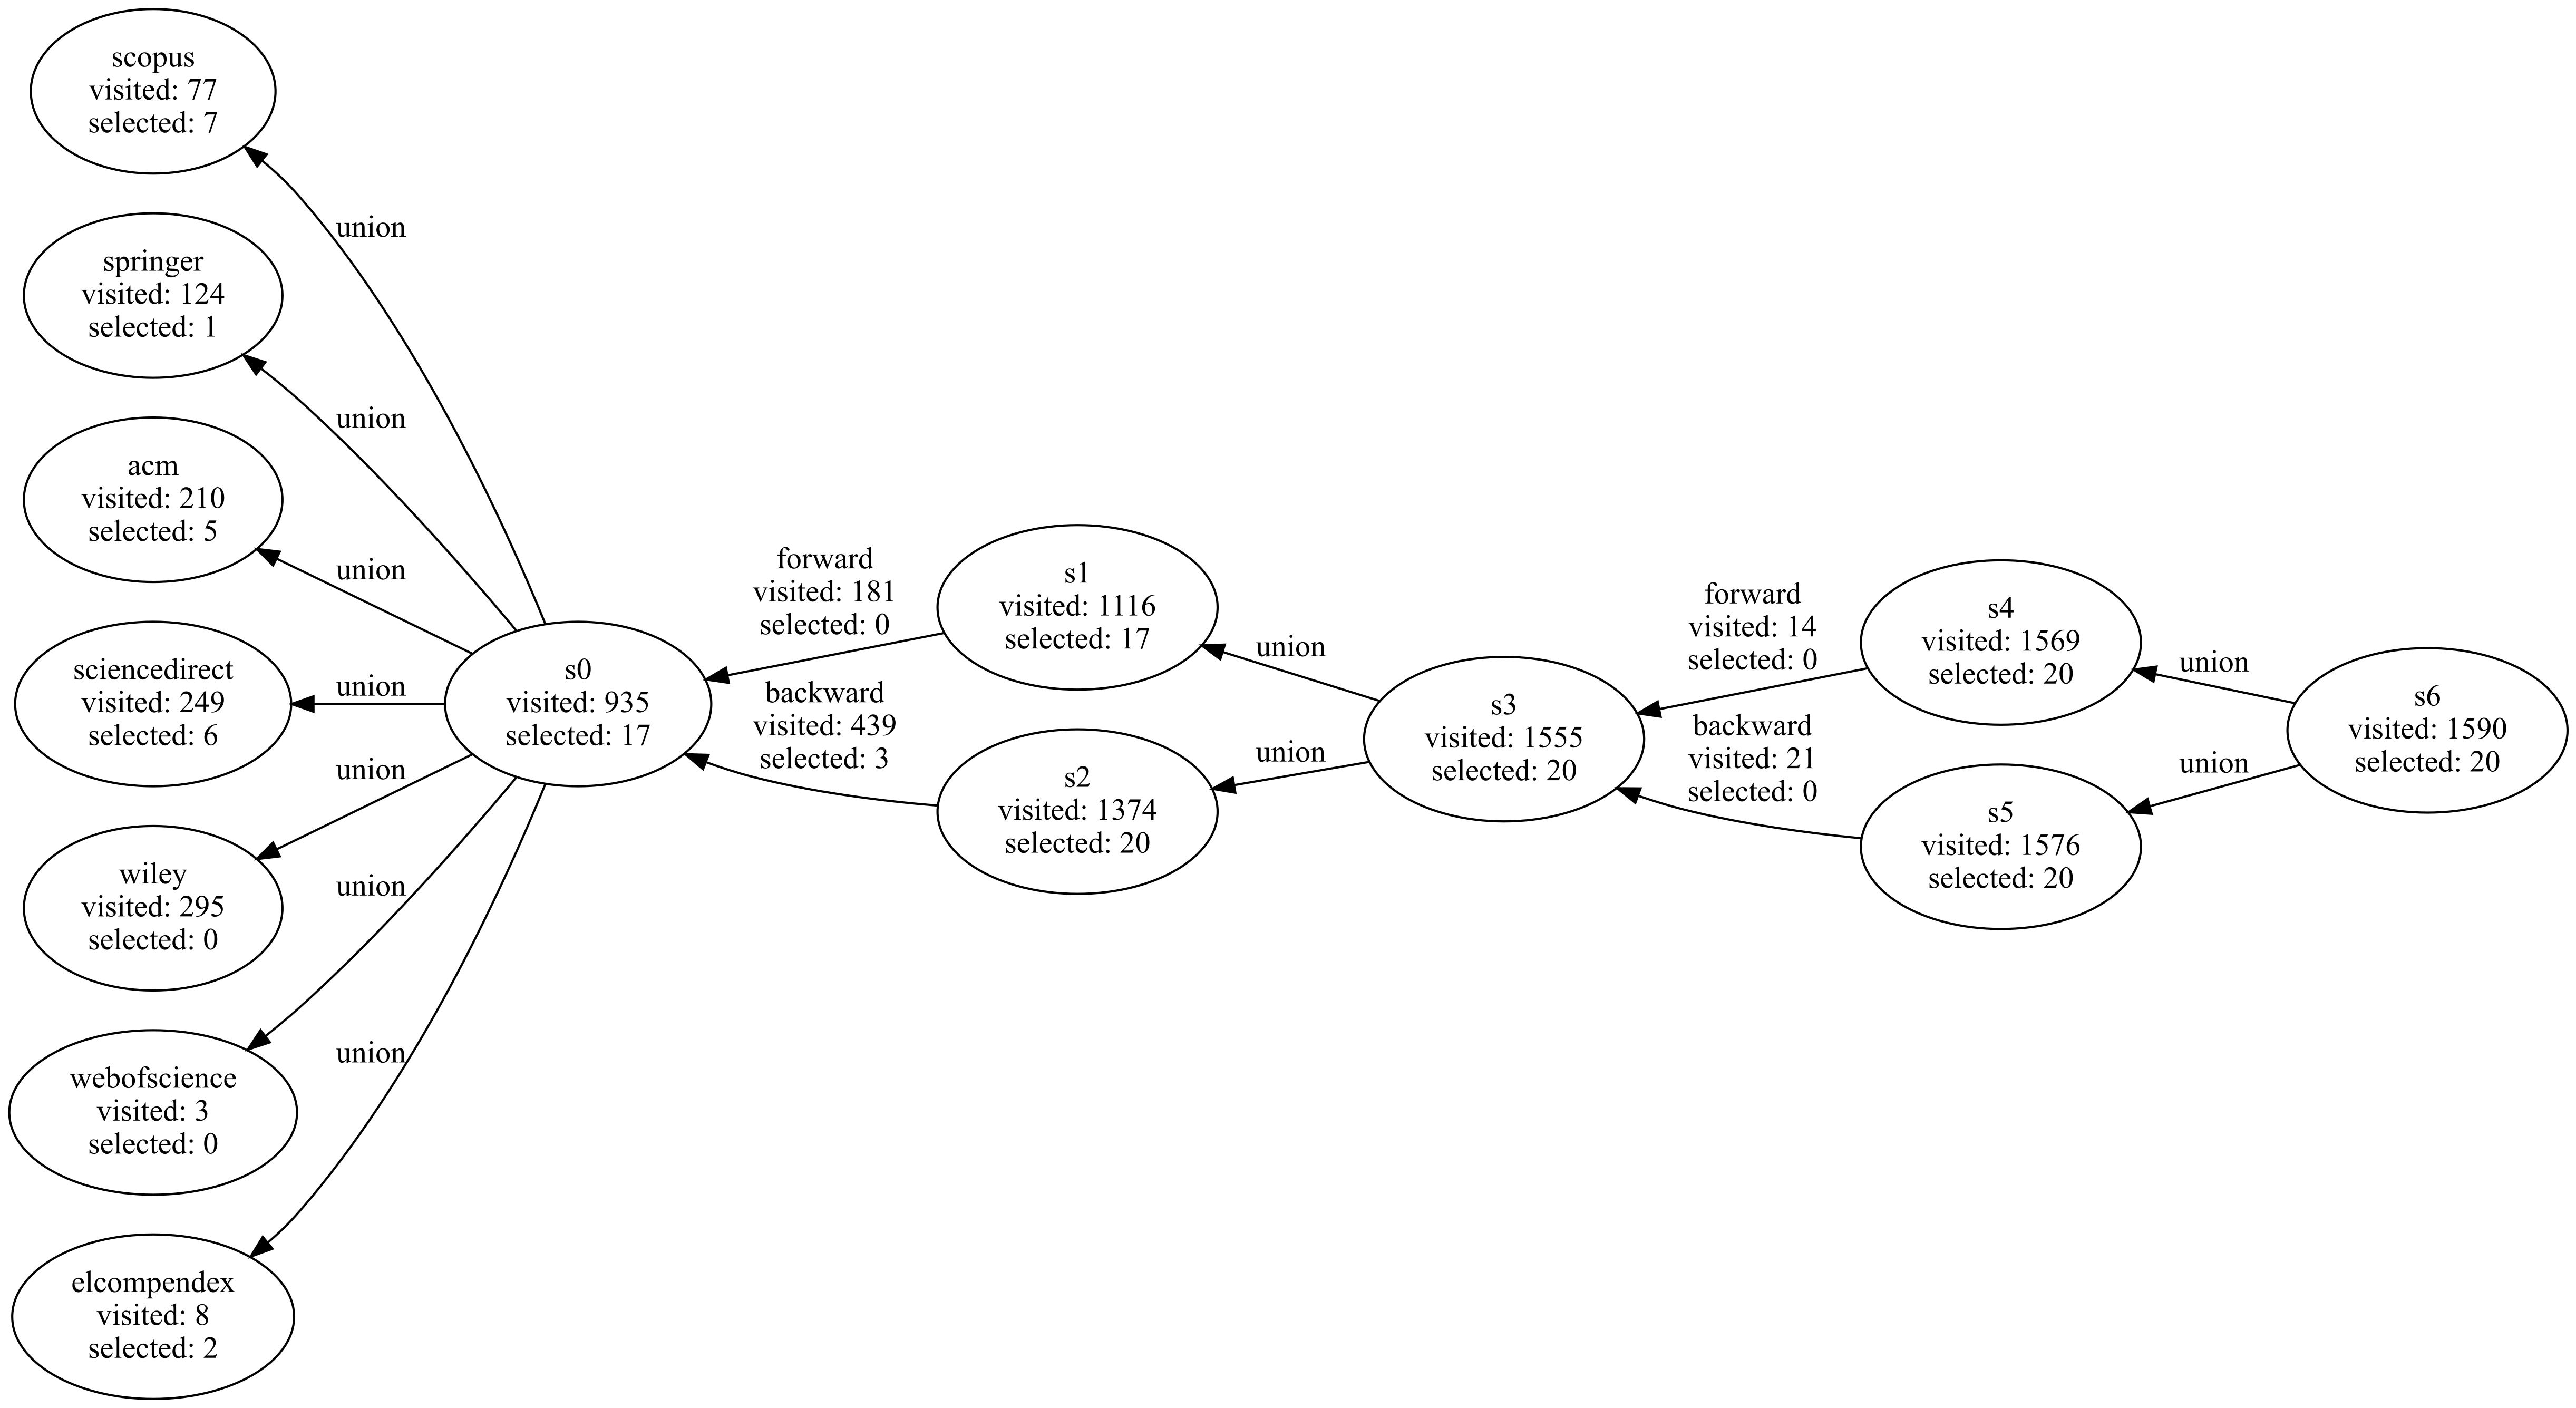 scopus
visited: 77
selected: 7
union
springer
visited: 124
selected: 1
union
acm
visited: 210
selected: 5
union
sciencedirect
visited: 249
selected: 6
union
wiley
visited: 295
selected: 0
union
webofscience
visited: 3
selected: 0
union
elcompendex
visited: 8
selected: 2
union
s0
visited: 935
selected: 17
forward
visited: 181
selected: 0
backward
visited: 439
selected: 3
s1
visited: 1116
selected: 17
s2
visited: 1374
selected: 20
union
union
s3
visited: 1555
selected: 20
forward
visited: 14
selected: 0
backward
visited: 21
selected: 0
s4
visited: 1569
selected: 20
s5
visited: 1576
selected: 20
union
union
s6
visited: 1590
selected: 20